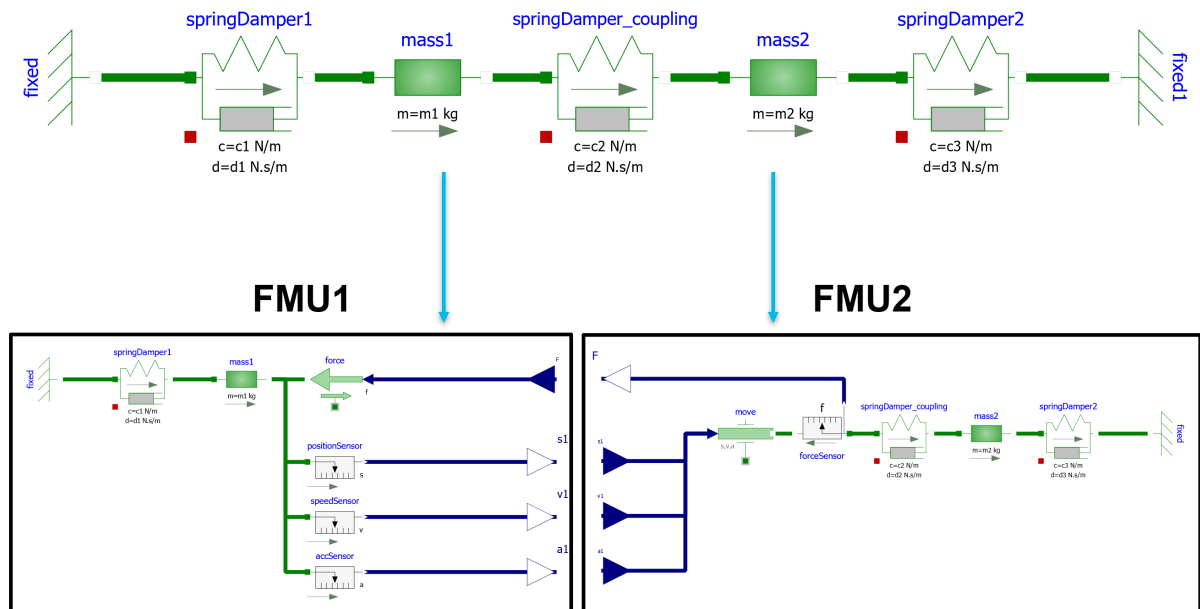 springDamper1
springDamper_coupling
springDamper2
mass1
mass2
fixed
fixed1
m=m1 kg
m=m2 kg
c=c1 N/m
d=d1 N.s/m
c=c2 N/m
d=d2 N.s/m
c=c3 N/m
d=d3 N.s/m
FMU1
FMU2
springDamper1
mass1
force
F
fixed
m=m1 kg
f
c=c1 N/m
d=d1 N.s/m
positionSensor
s
s1
speedSensor
v
v1
accSensor
a
a1
F
move
f
springDamper_coupling
mass2
springDamper2
fixed
s1
s,v,a
forceSensor
m=m2 kg
c=c2 N/m
d=d2 N.s/m
c=c3 N/m
d=d3 N.s/m
v1
a1